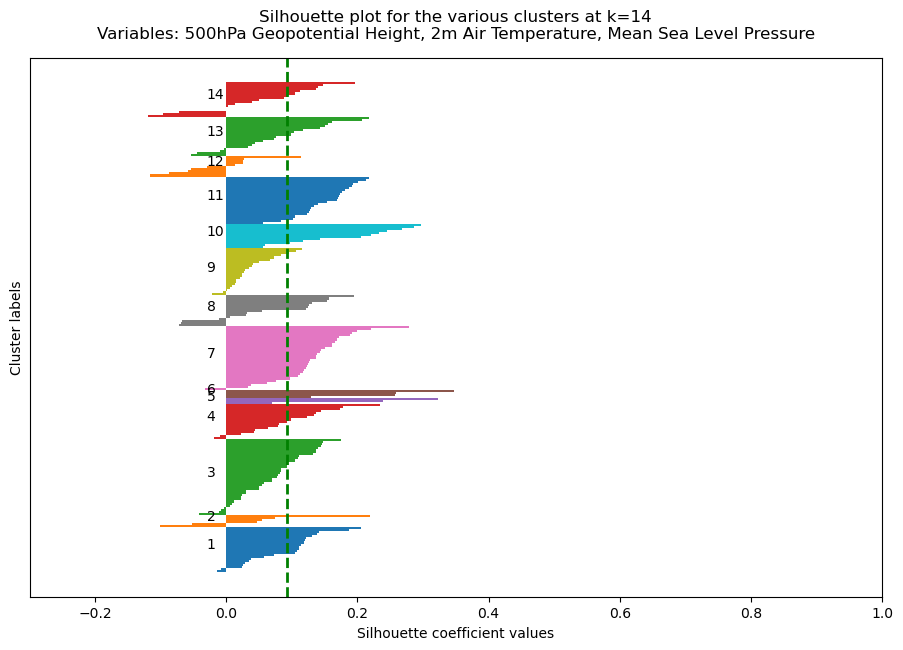 Silhouette plot for the various clusters at k=14
Variables: 500hPa Geopotential Height, 2m Air Temperature, Mean Sea Level Pressure
Cluster labels
14
13
12
11
10
9
8
7
6
5
4
3
2
1
−0.2 0.0 0.2 0.4 0.6 0.8 1.0
Silhouette coefficient values